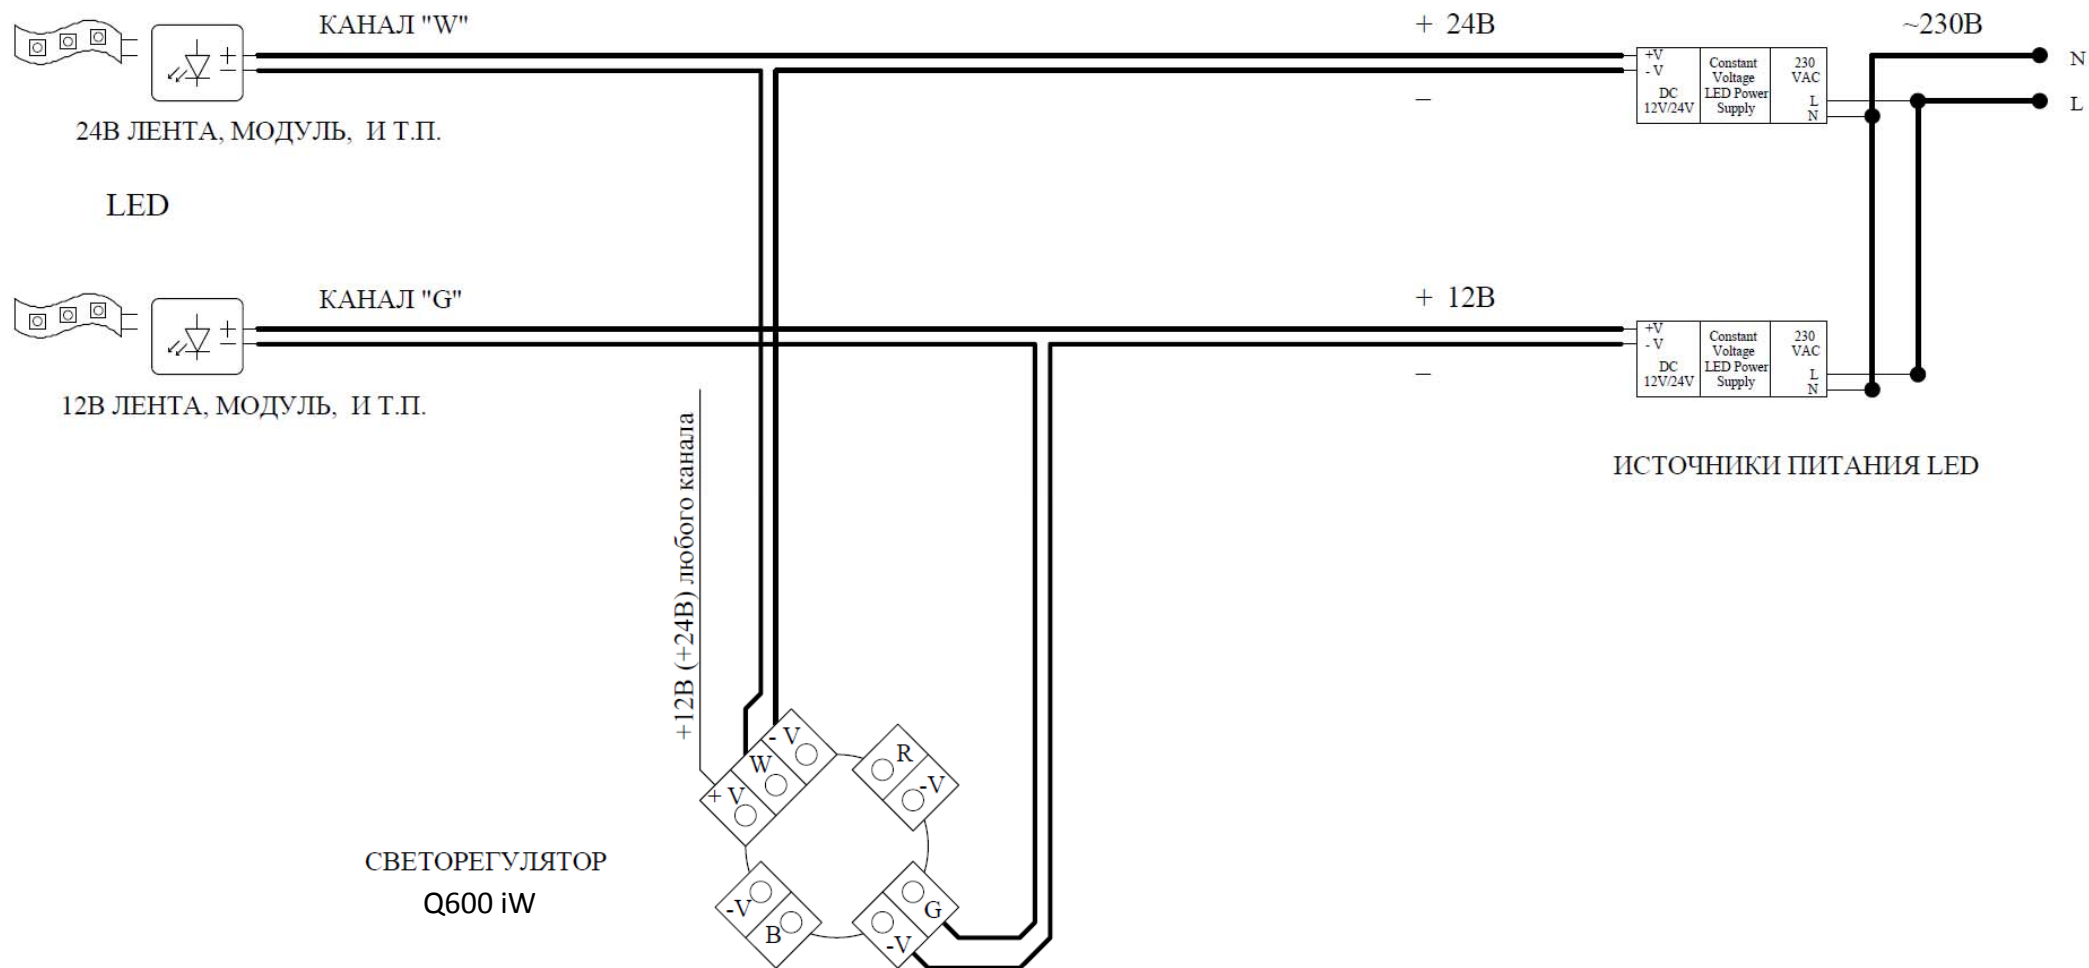 КАНАЛ "W"
+ 24В
~230В
+
−
+V
- V
DC
12V/24V
Constant
Voltage
LED Power
Supply
230
VAC
L
N
N
L
−
24В ЛЕНТА, МОДУЛЬ, И Т.П.
LED
КАНАЛ "G"
+ 12В
+
−
+V
- V
DC
12V/24V
Constant
Voltage
LED Power
Supply
230
VAC
L
N
−
12В ЛЕНТА, МОДУЛЬ, И Т.П.
ИСТОЧНИКИ ПИТАНИЯ LED
+12В (+24В) любого канала
- V
W
+ V
R
-V
СВЕТОРЕГУЛЯТОР
Q600 iW
-V
B
G
-V